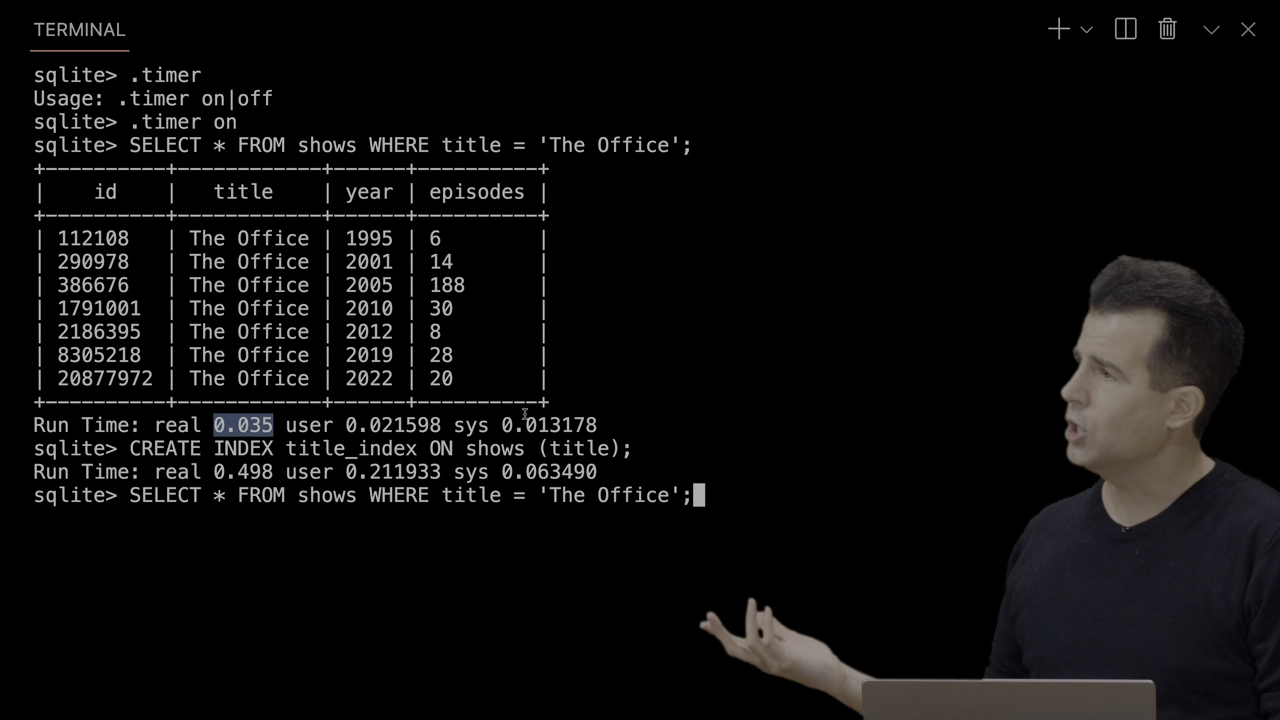 TERMINAL
sqlite> .timer
Usage: .timer on|off
sqlite> .timer on
sqlite> SELECT * FROM shows WHERE title = 'The Office';
+----------+------------+------+----------+
|    id    |   title    | year | episodes |
+----------+------------+------+----------+
| 112108   | The Office | 1995 | 6        |
| 290978   | The Office | 2001 | 14       |
| 386676   | The Office | 2005 | 188      |
| 1791001  | The Office | 2010 | 30       |
| 2186395  | The Office | 2012 | 8        |
| 8305218  | The Office | 2019 | 28       |
| 20877972 | The Office | 2022 | 20       |
+----------+------------+------+----------+
Run Time: real 0.035 user 0.021598 sys 0.013178
sqlite> CREATE INDEX title_index ON shows (title);
Run Time: real 0.498 user 0.211933 sys 0.063490
sqlite> SELECT * FROM shows WHERE title = 'The Office';